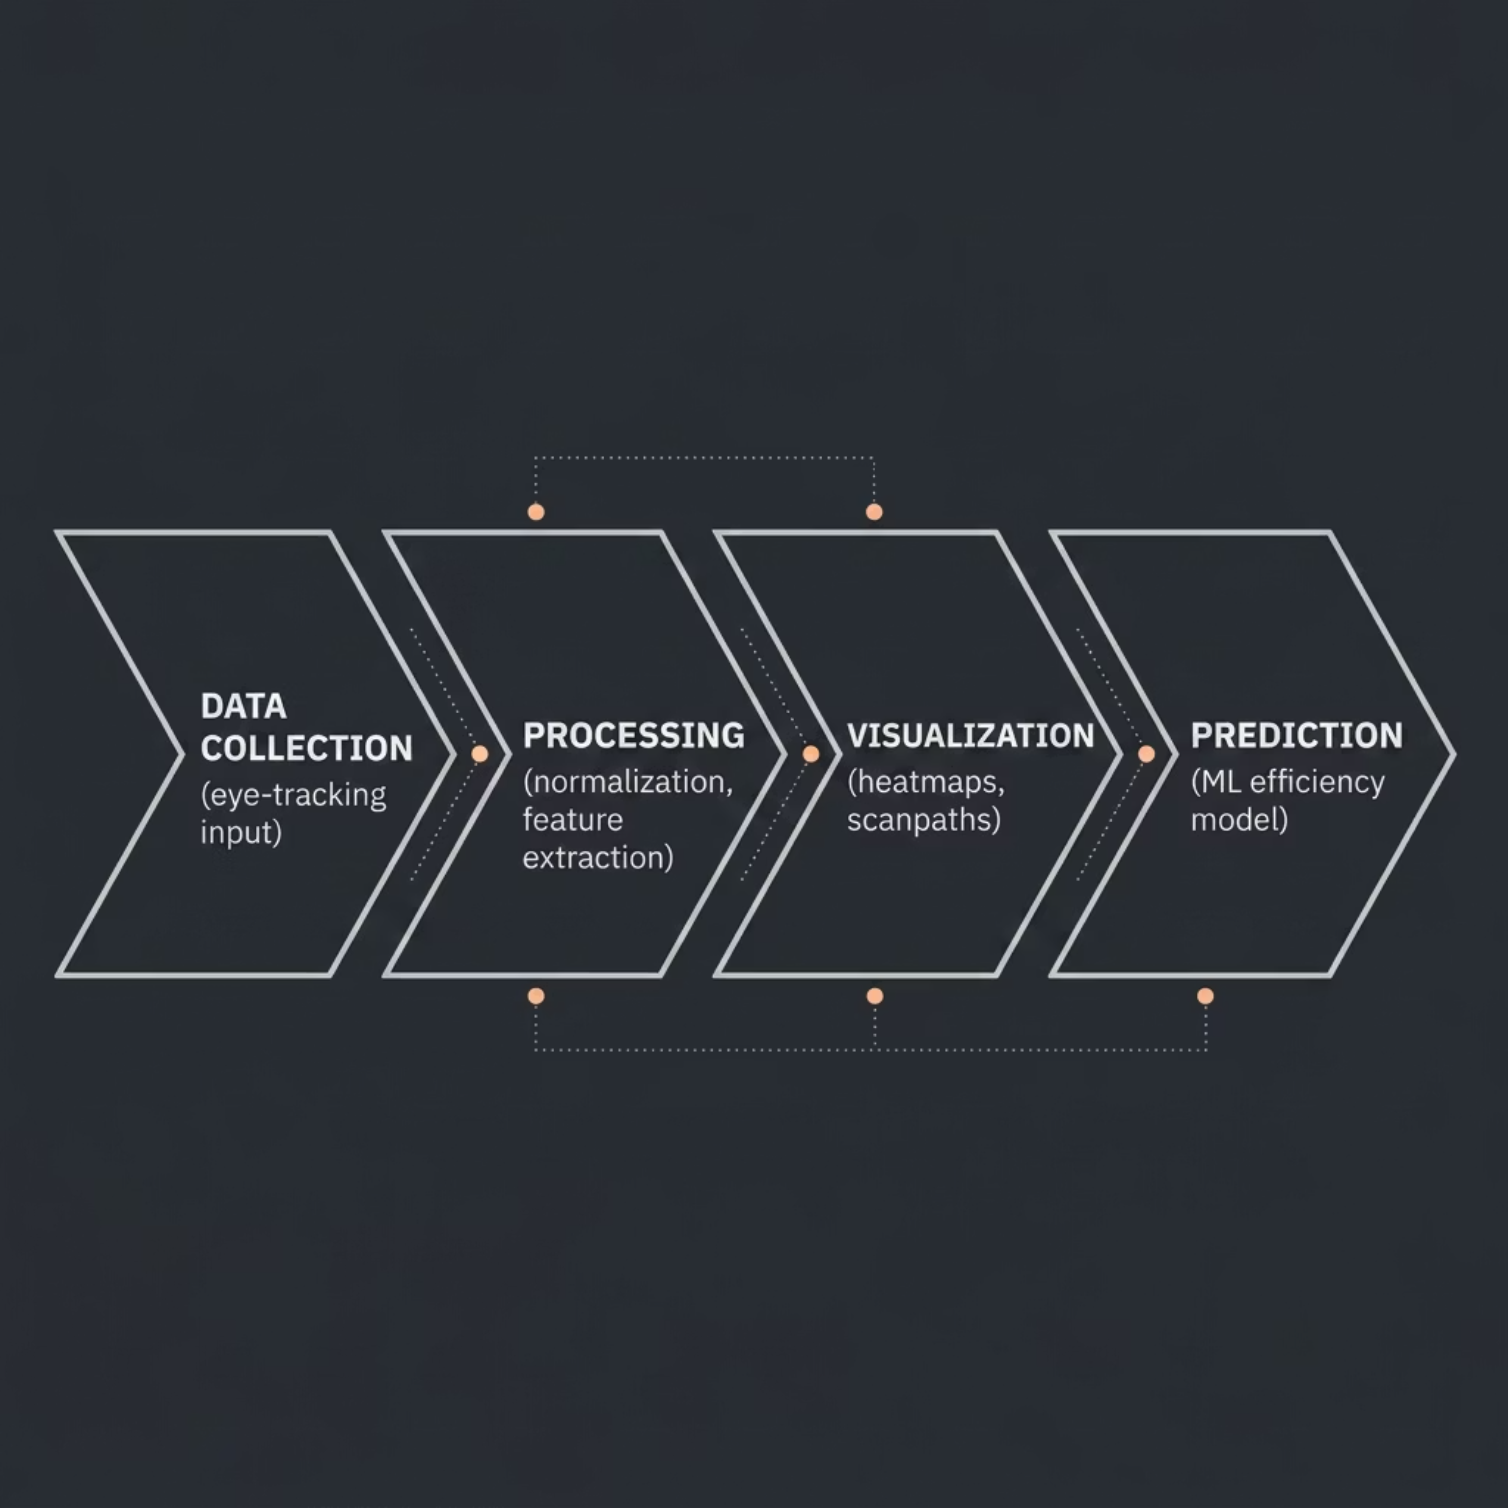 DATA
COLLECTION
(eye-tracking
input)
PROCESSING
(normalization,
feature
extraction)
VISUALIZATION
(heatmaps,
scanpaths)
PREDICTION
(ML efficiency
model)